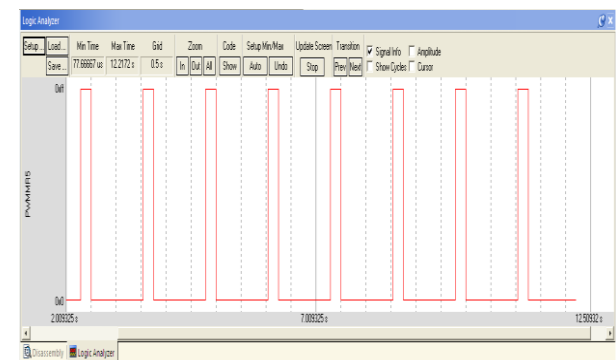 Logic Analyzer
Setup... Load... Min Time Max Time Grid Zoom Code Setup Min/Max Update Screen Transition Signal Info Amplitude
Save... 77.66667 us 12.2172 s 0.5 s In Out All Show Auto Undo Stop Prev Next Show Cycles Cursor
0xff
PWMMR5
0x0
2.009325 s 7.009325 s 12.50932 s
Disassembly Logic Analyzer